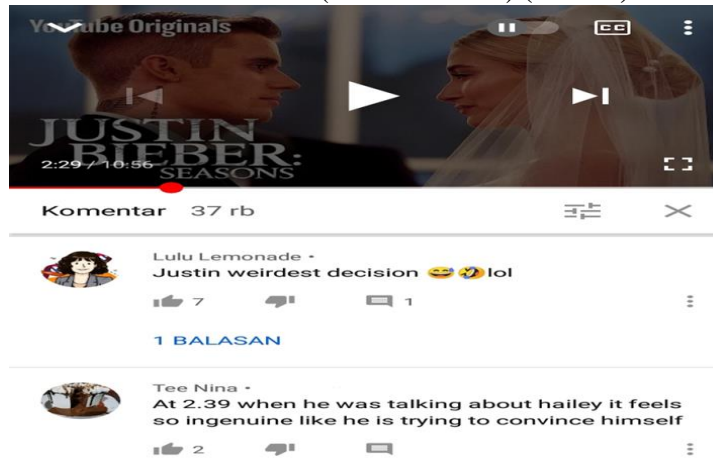 YouTube Originals
CC
JUSTIN
BIEBER:
SEASONS
2:29 / 10:56
Komentar 37 rb
Lulu Lemonade •
Justin weirdest decision 😅🤣lol
7 1
1 BALASAN
Tee Nina •
At 2.39 when he was talking about hailey it feels
so ingenuine like he is trying to convince himself
2